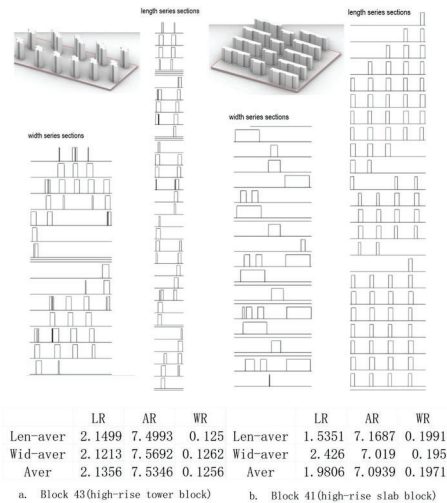 length series sections
length series sections
width series sections
width series sections
LR AR WR LR AR WR
Len-aver 2.1499 7.4993 0.125 Len-aver 1.5351 7.1687 0.1991
Wid-aver 2.1213 7.5692 0.1262 Wid-aver 2.426 7.019 0.195
Aver 2.1356 7.5346 0.1256 Aver 1.9806 7.0939 0.1971
a. Block 43(high-rise tower block) b. Block 41(high-rise slab block)